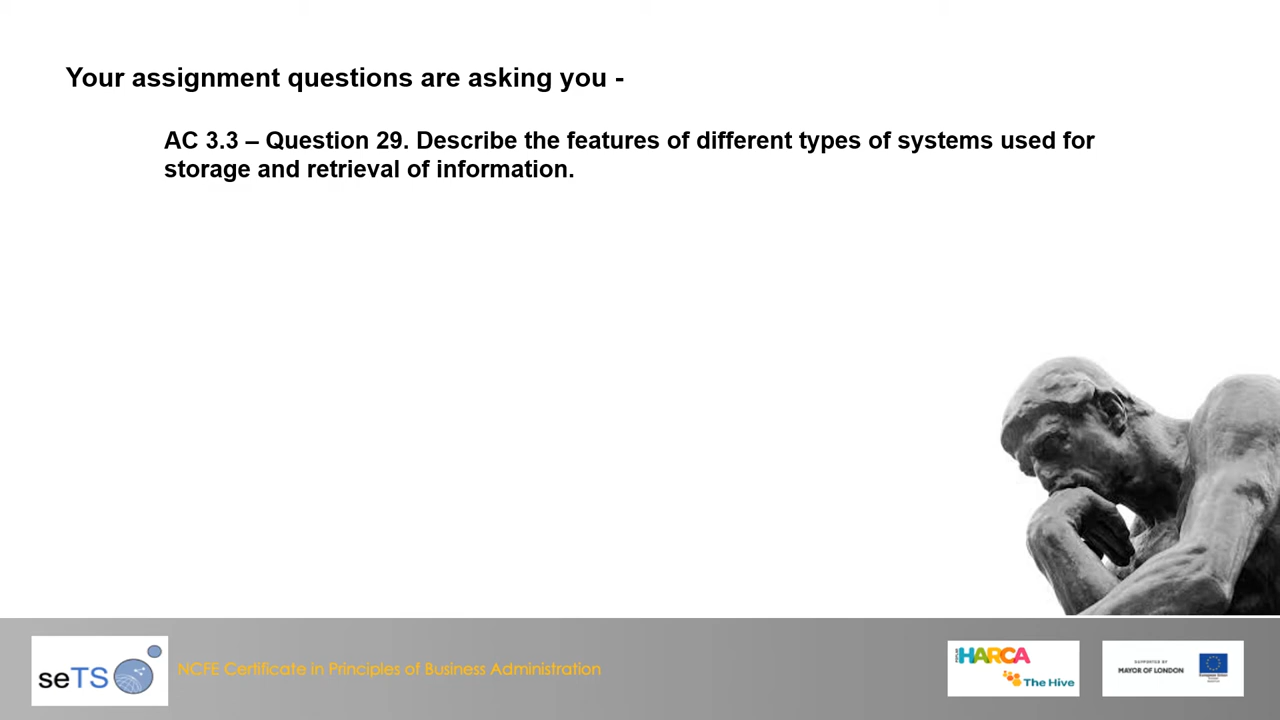 Your assignment questions are asking you -
AC 3.3 – Question 29. Describe the features of different types of systems used for
storage and retrieval of information.
seTS
NCFE Certificate in Principles of Business Administration
HARCA
The Hive
SUPPORTED BY
MAYOR OF LONDON
European Union